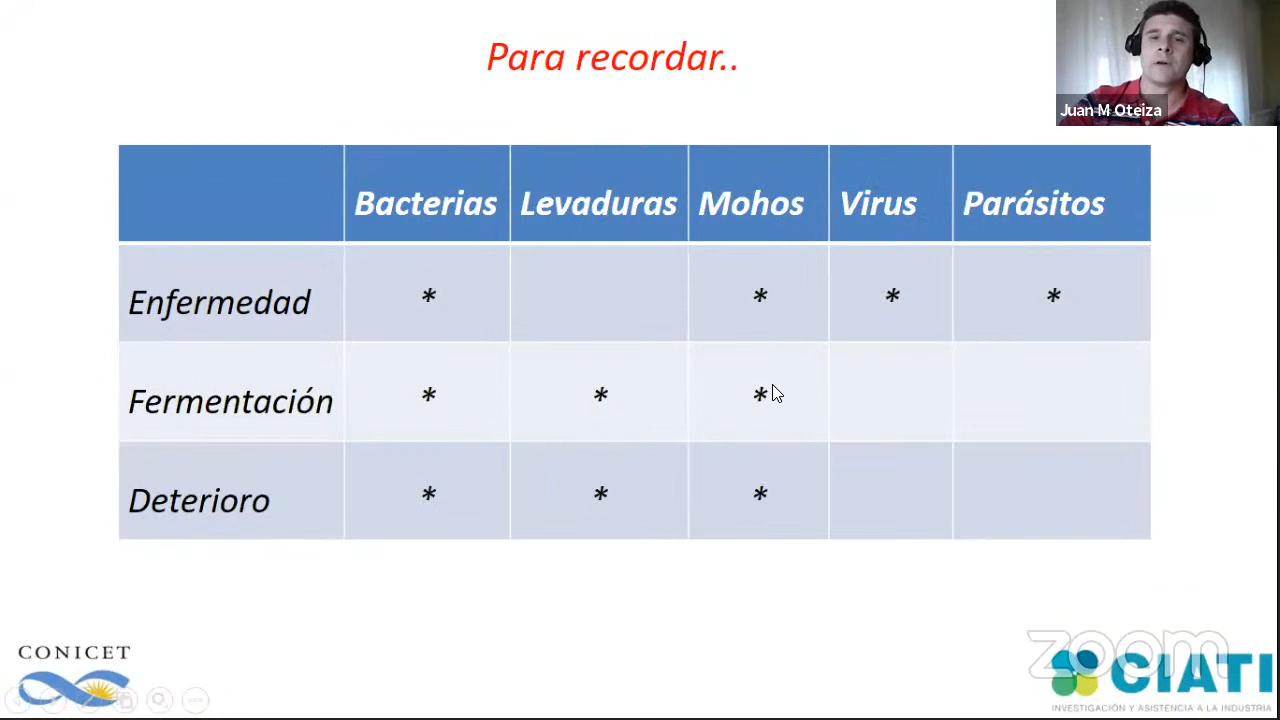 Para recordar..
Juan M Oteiza
Bacterias Levaduras Mohos Virus Parásitos
Enfermedad * * * *
Fermentación * * *
Deterioro * * *
CONICET
zoom
CIATI
INVESTIGACIÓN Y ASISTENCIA A LA INDUSTRIA